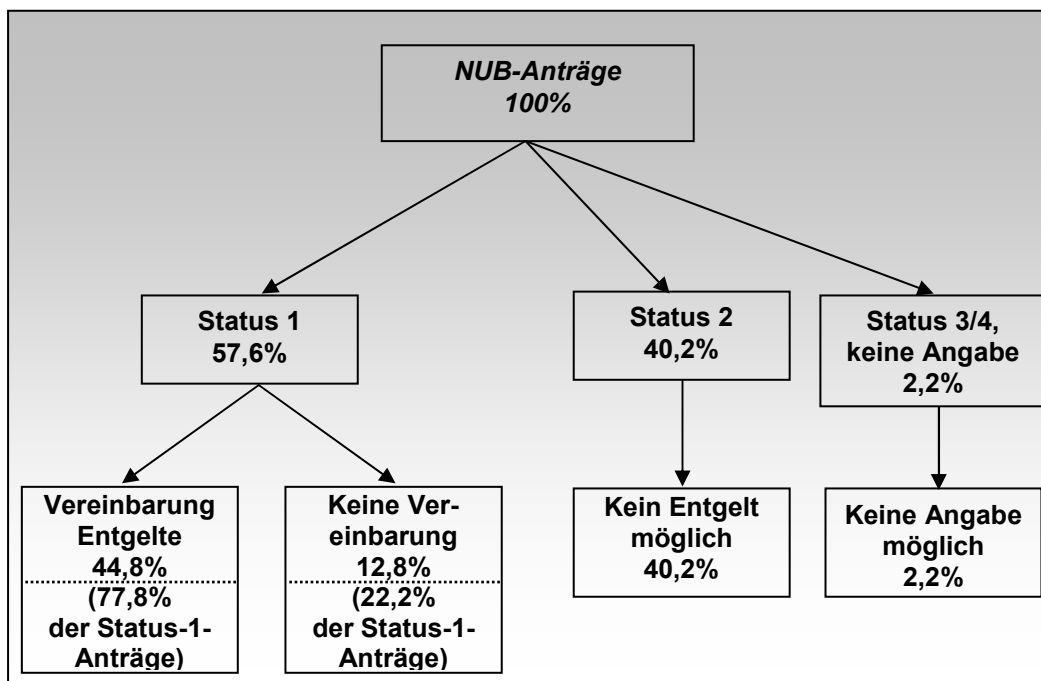 NUB-Anträge
100%
Status 1
57,6%
Status 2
40,2%
Status 3/4,
keine Angabe
2,2%
Vereinbarung
Entgelte
44,8%
(77,8%
der Status-1-
Anträge)
Keine Ver-
einbarung
12,8%
(22,2%
der Status-1-
Anträge)
Kein Entgelt
möglich
40,2%
Keine Angabe
möglich
2,2%